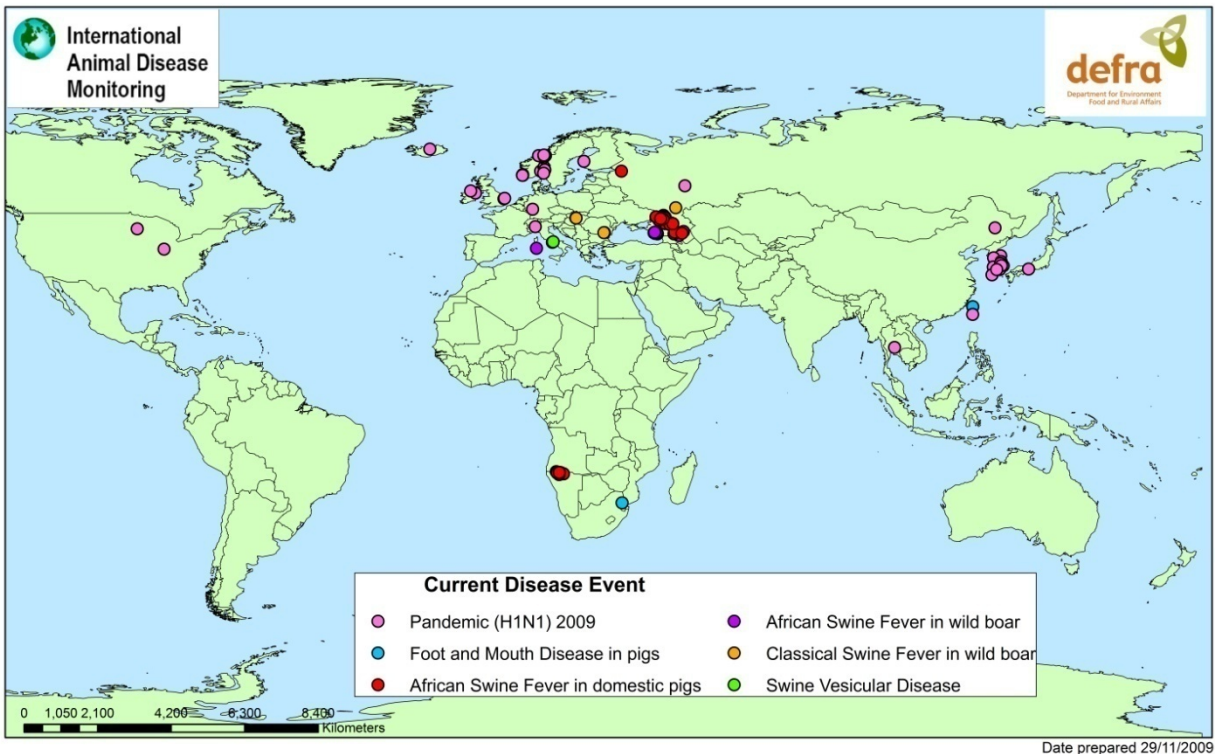 International
Animal Disease
Monitoring
defra
Department for Environment
Food and Rural Affairs
Current Disease Event
Pandemic (H1N1) 2009
Foot and Mouth Disease in pigs
African Swine Fever in domestic pigs
African Swine Fever in wild boar
Classical Swine Fever in wild boar
Swine Vesicular Disease
0 1,050 2,100 4,200 6,300 8,400
Kilometers
Date prepared 29/11/2009